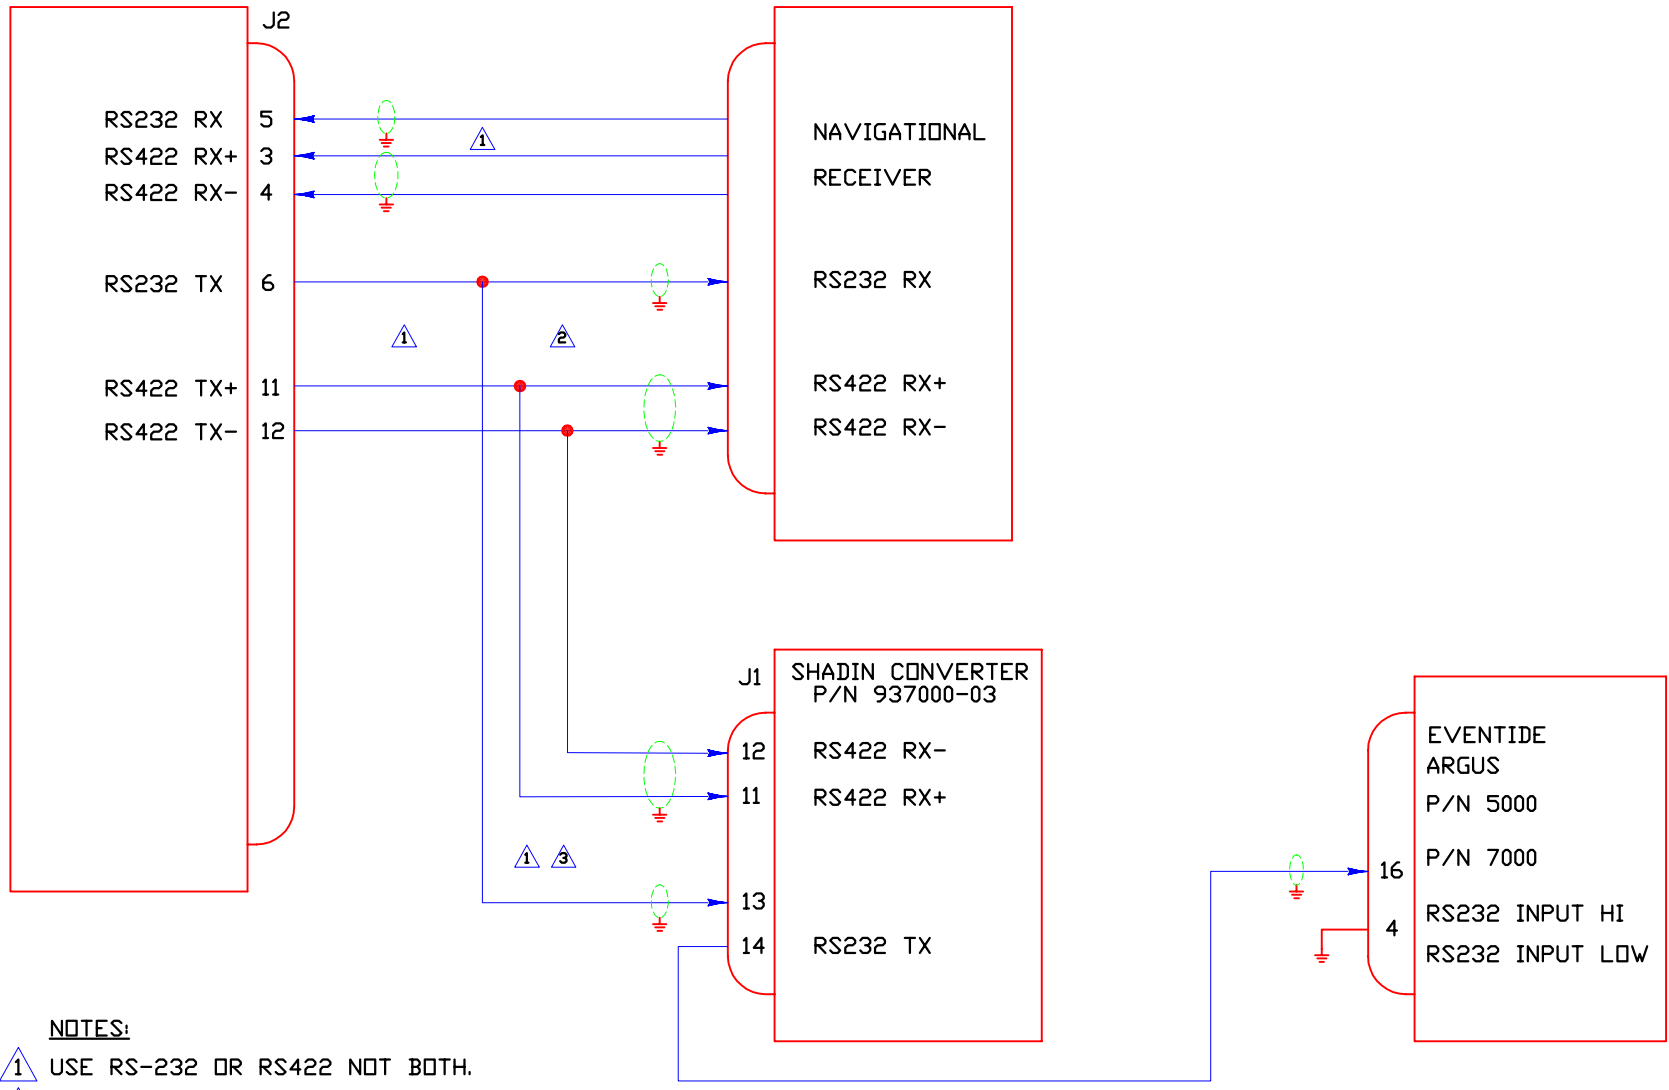 J2
RS232 RX 5
RS422 RX+ 3
RS422 RX- 4
RS232 TX 6
RS422 TX+ 11
RS422 TX- 12
1
1
2
NAVIGATIONAL
RECEIVER
RS232 RX
RS422 RX+
RS422 RX-
J1
SHADIN CONVERTER
P/N 937000-03
12 RS422 RX-
11 RS422 RX+
1 3
13
14 RS232 TX
EVENTIDE
ARGUS
P/N 5000
P/N 7000
16
RS232 INPUT HI
4
RS232 INPUT LOW
NOTES:
1 USE RS-232 OR RS422 NOT BOTH.